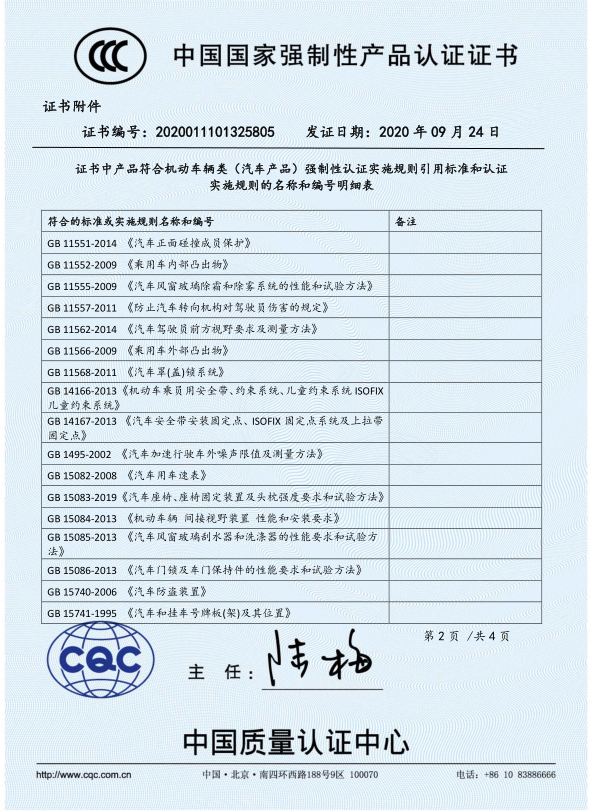 CCC
中国国家强制性产品认证证书
证书附件
证书编号：2020011101325805 发证日期：2020 年 09 月 24 日
证书中产品符合机动车辆类（汽车产品）强制性认证实施规则引用标准和认证
实施规则的名称和编号明细表
符合的标准或实施规则名称和编号 备注
GB 11551-2014 《汽车正面碰撞成员保护》
GB 11552-2009 《乘用车内部凸出物》
GB 11555-2009 《汽车风窗玻璃除霜和除雾系统的性能和试验方法》
GB 11557-2011 《防止汽车转向机构对驾驶员伤害的规定》
GB 11562-2014 《汽车驾驶员前方视野要求及测量方法》
GB 11566-2009 《乘用车外部凸出物》
GB 11568-2011 《汽车罩(盖)锁系统》
GB 14166-2013《机动车乘员用安全带、约束系统、儿童约束系统 ISOFIX
儿童约束系统》
GB 14167-2013 《汽车安全带安装固定点、ISOFIX 固定点系统及上拉带
固定点》
GB 1495-2002 《汽车加速行驶车外噪声限值及测量方法》
GB 15082-2008 《汽车用车速表》
GB 15083-2019《汽车座椅、座椅固定装置及头枕强度要求和试验方法》
GB 15084-2013 《机动车辆 间接视野装置 性能和安装要求》
GB 15085-2013 《汽车风窗玻璃刮水器和洗涤器的性能要求和试验方
法》
GB 15086-2013 《汽车门锁及车门保持件的性能要求和试验方法》
GB 15740-2006 《汽车防盗装置》
GB 15741-1995 《汽车和挂车号牌板(架)及其位置》
第 2 页 /共 4 页
CQC
主 任：陆梅
中国质量认证中心
http://www.cqc.com.cn 中国·北京·南四环西路188号9区 100070 电话：+86 10 83886666